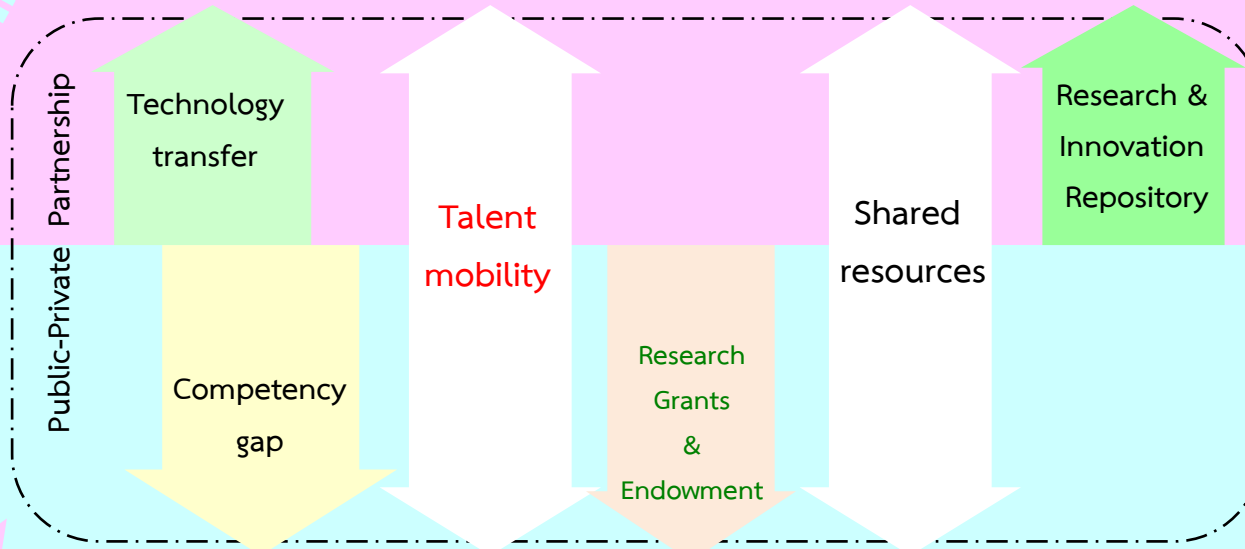 Public-Private Partnership
Technology
transfer
Competency
gap
Talent
mobility
Research
Grants
&
Endowment
Shared
resources
Research &
Innovation
Repository